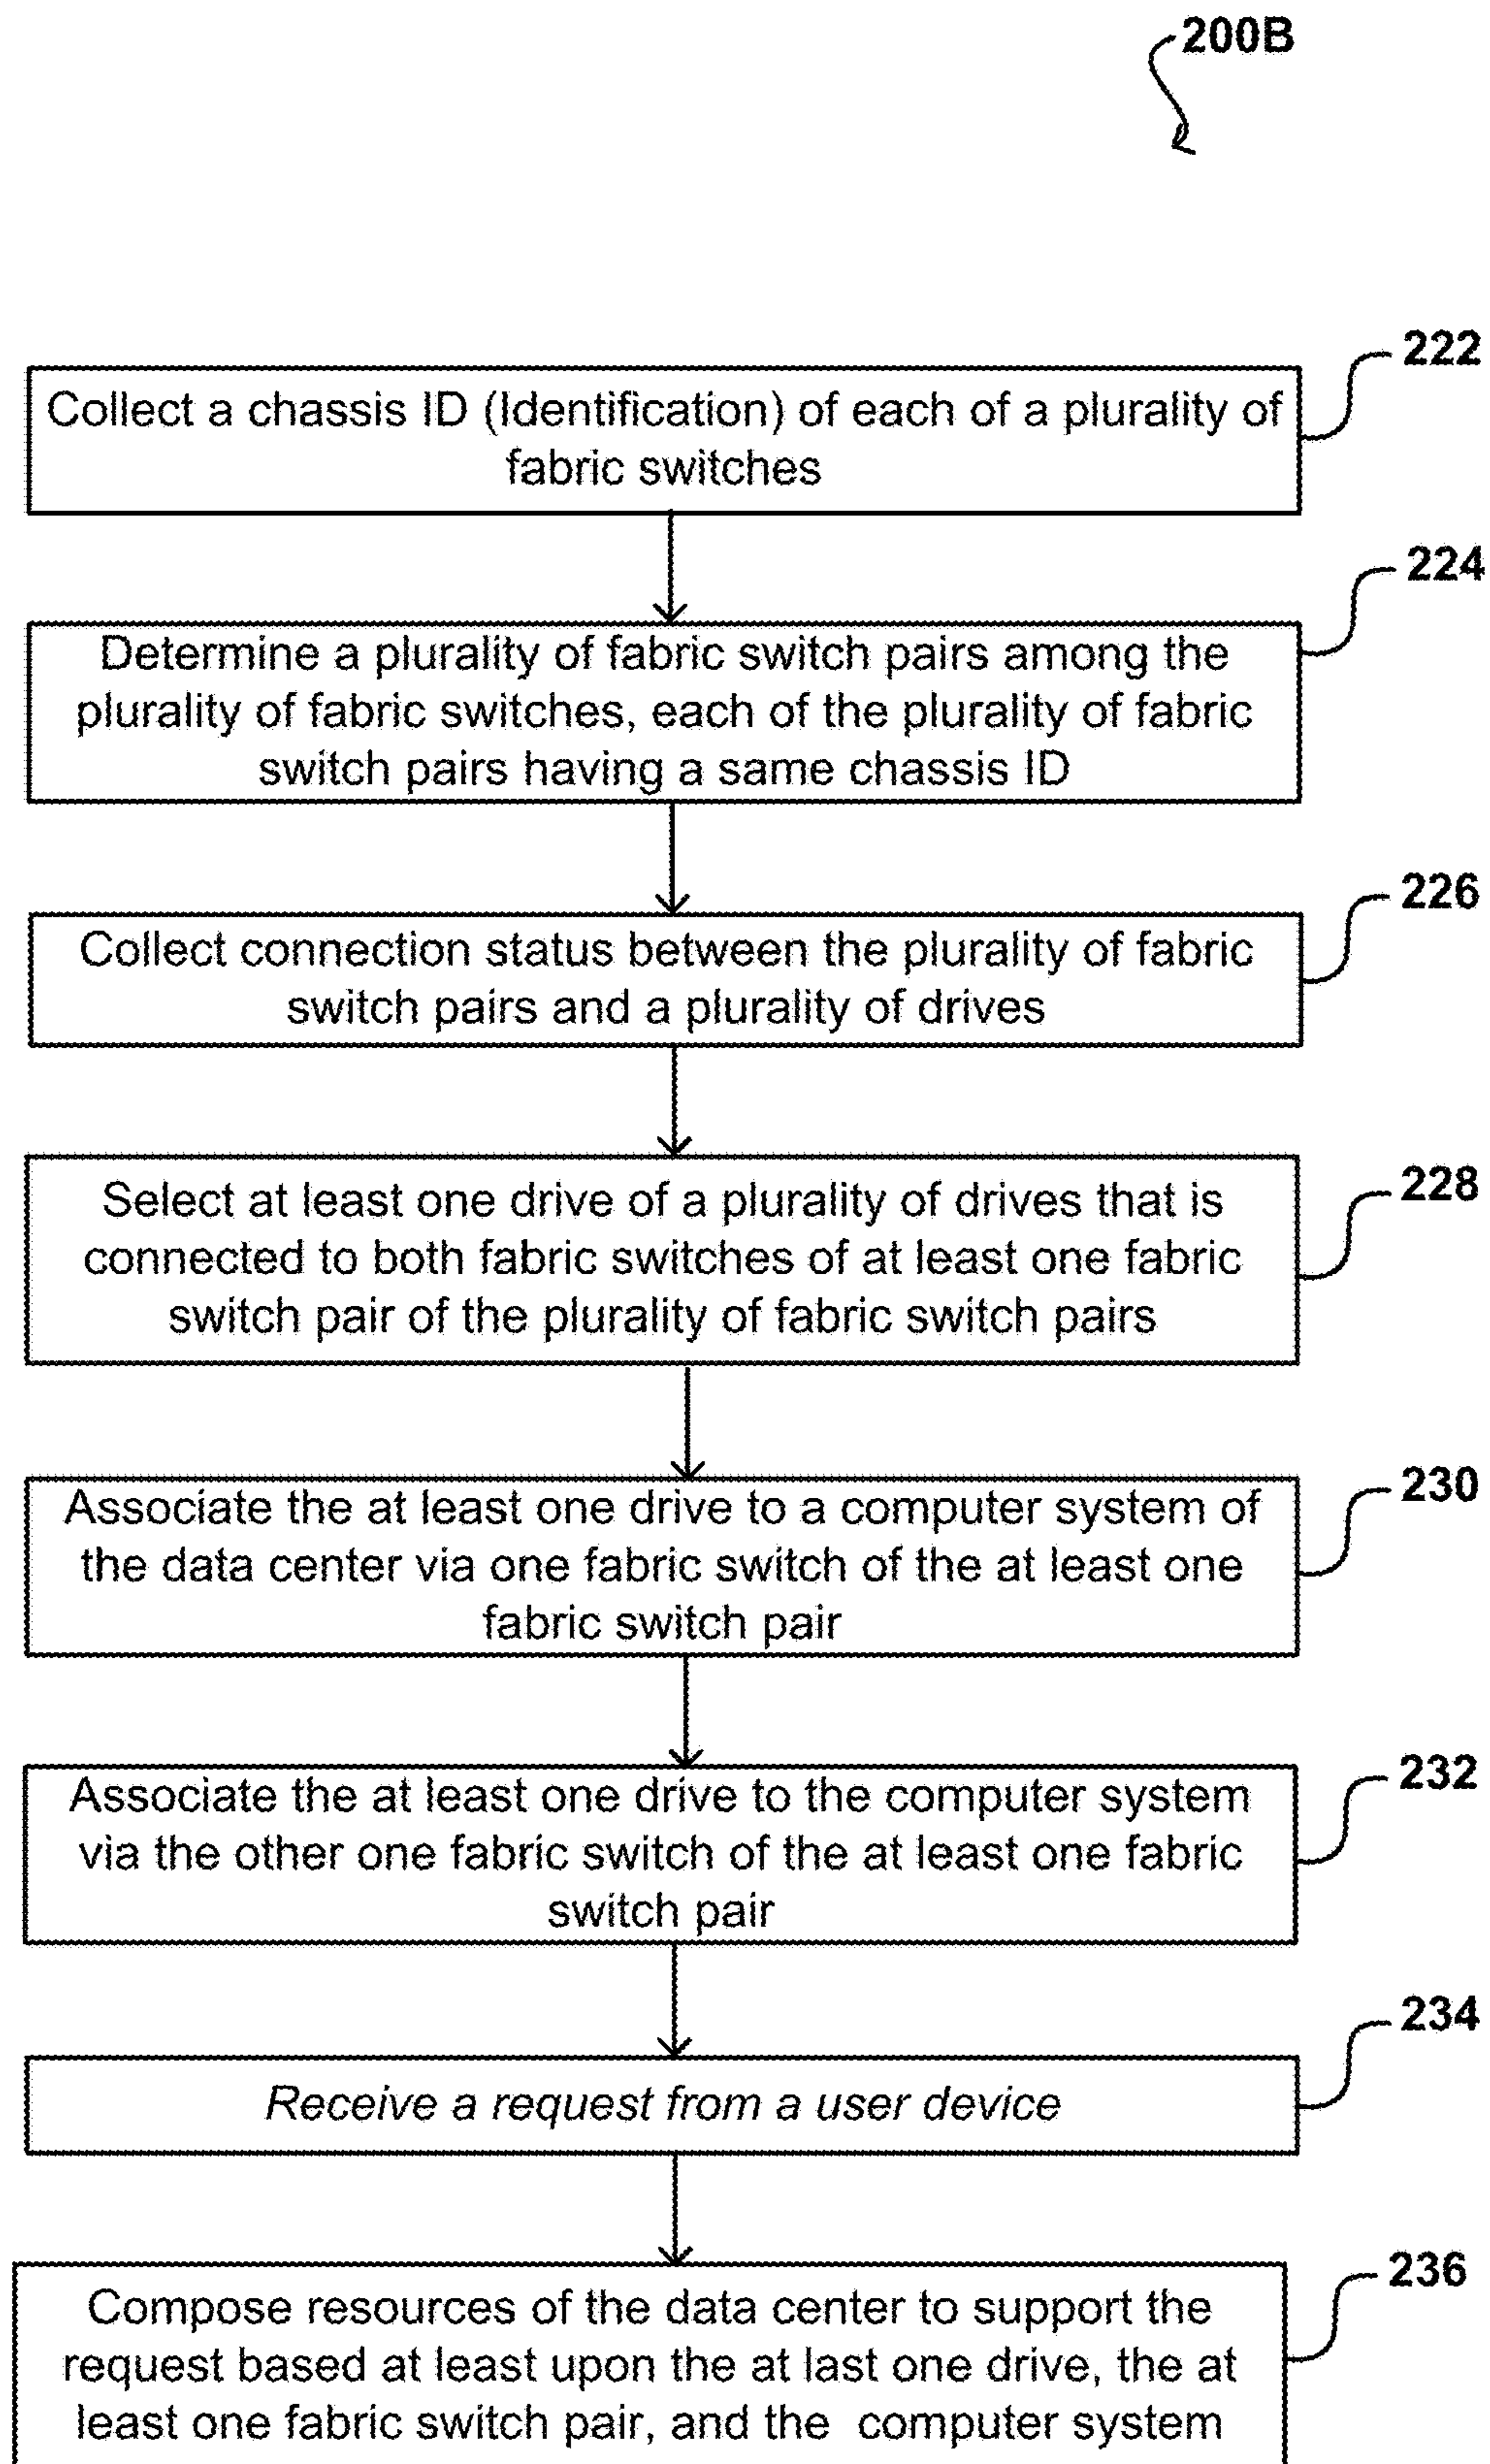 200B
222
Collect a chassis ID (Identification) of each of a plurality of
fabric switches
224
Determine a plurality of fabric switch pairs among the
plurality of fabric switches, each of the plurality of fabric
switch pairs having a same chassis ID
226
Collect connection status between the plurality of fabric
switch pairs and a plurality of drives
228
Select at least one drive of a plurality of drives that is
connected to both fabric switches of at least one fabric
switch pair of the plurality of fabric switch pairs
230
Associate the at least one drive to a computer system of
the data center via one fabric switch of the at least one
fabric switch pair
232
Associate the at least one drive to the computer system
via the other one fabric switch of the at least one fabric
switch pair
234
Receive a request from a user device
236
Compose resources of the data center to support the
request based at least upon the at last one drive, the at
least one fabric switch pair, and the computer system